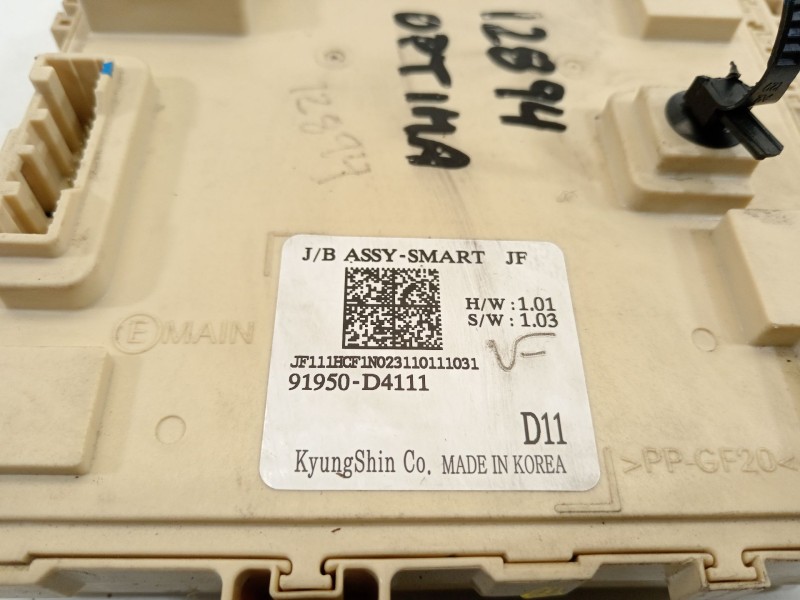 12894
OPTIMA
12894
J/B ASSY-SMART JF
H/W : 1.01
S/W : 1.03
JF111HCF1N023110111031
91950-D4111
D11
KyungShin Co. MADE IN KOREA
E MAIN
>PP-GF20<